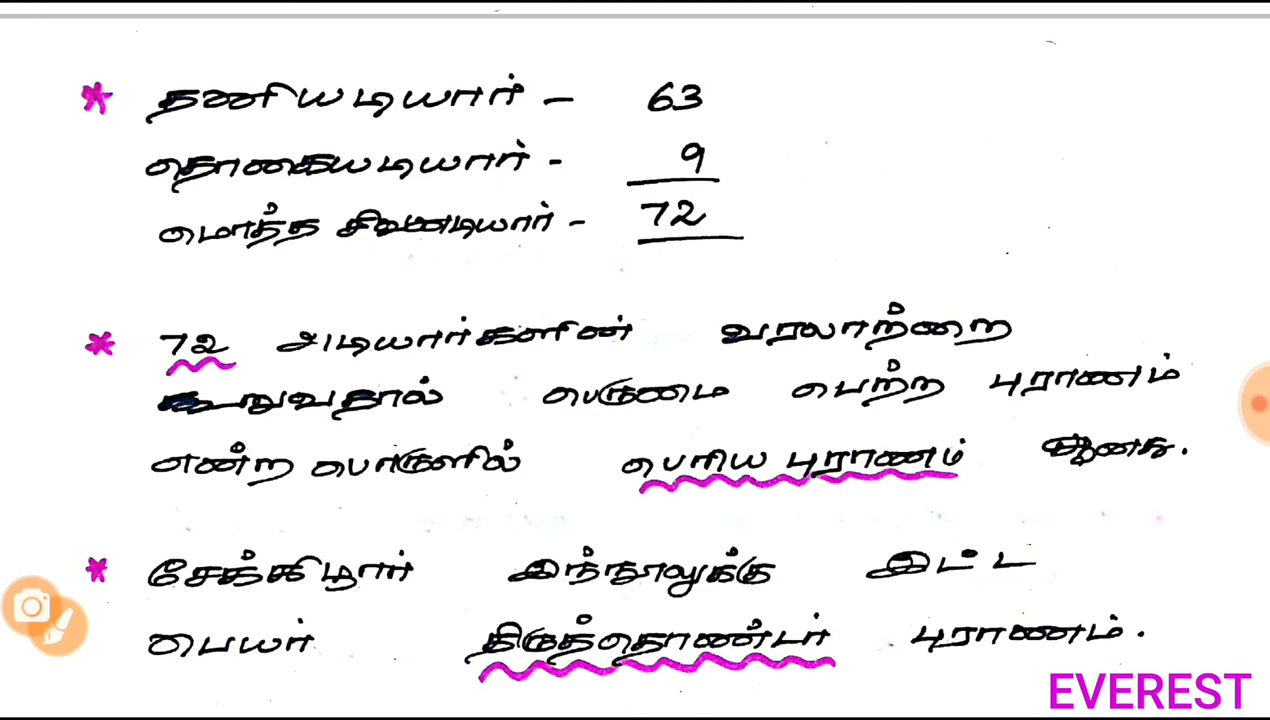 * தனியடியார் - 63
தொகையடியார் - 9
மொத்த சிவனடியார் - 72
* 72 அடியார்களின் வரலாற்றை
கூறுவதால் பெருமை பெற்ற புராணம்
என்ற பொருளில் பெரிய புராணம் ஆனது.
* சேக்கிழார் இந்நூலுக்கு இட்ட
பெயர் திருத்தொண்டர் புராணம்.
EVEREST